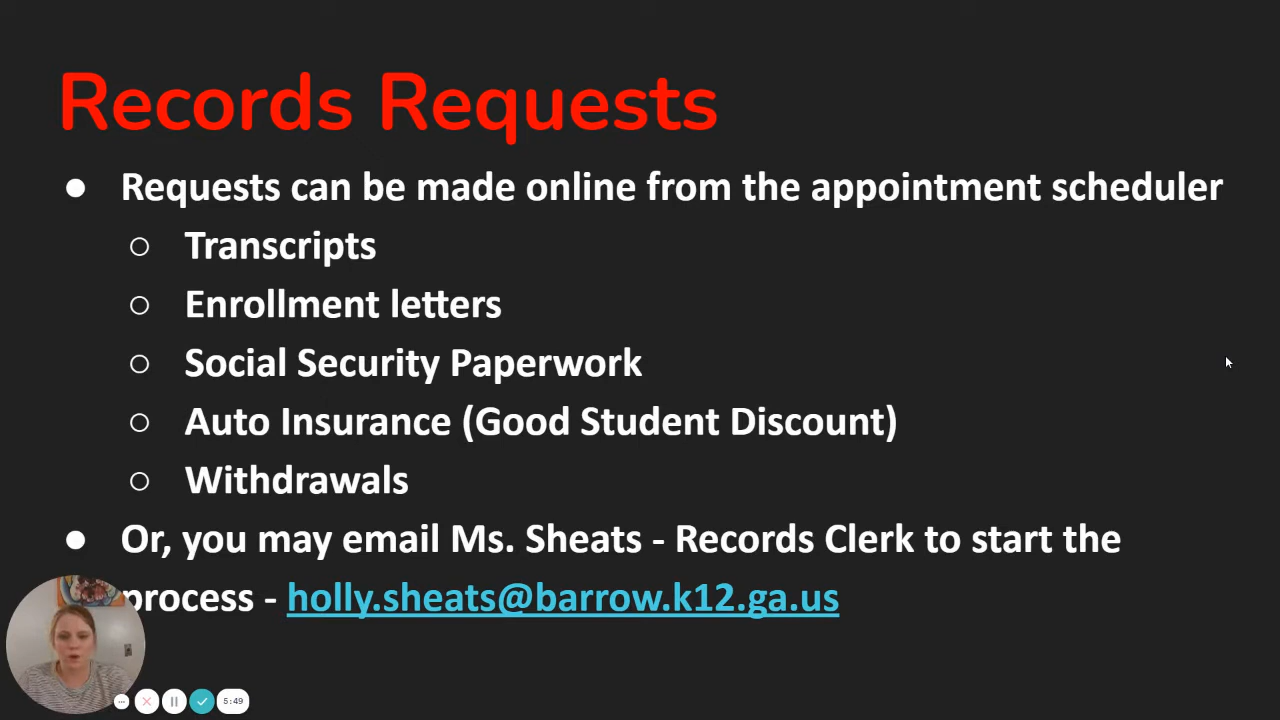 Records Requests
● Requests can be made online from the appointment scheduler
○ Transcripts
○ Enrollment letters
○ Social Security Paperwork
○ Auto Insurance (Good Student Discount)
○ Withdrawals
● Or, you may email Ms. Sheats - Records Clerk to start the
process - holly.sheats@barrow.k12.ga.us
5:49